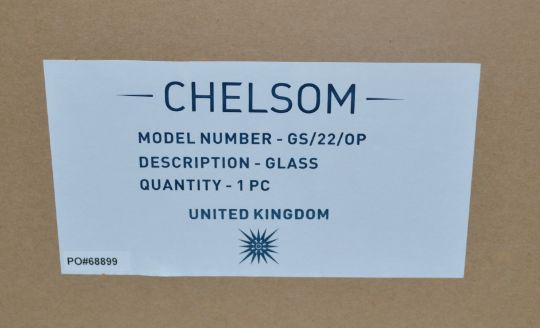 CHELSOM
MODEL NUMBER - GS/22/OP
DESCRIPTION - GLASS
QUANTITY - 1 PC
UNITED KINGDOM
PO#68899